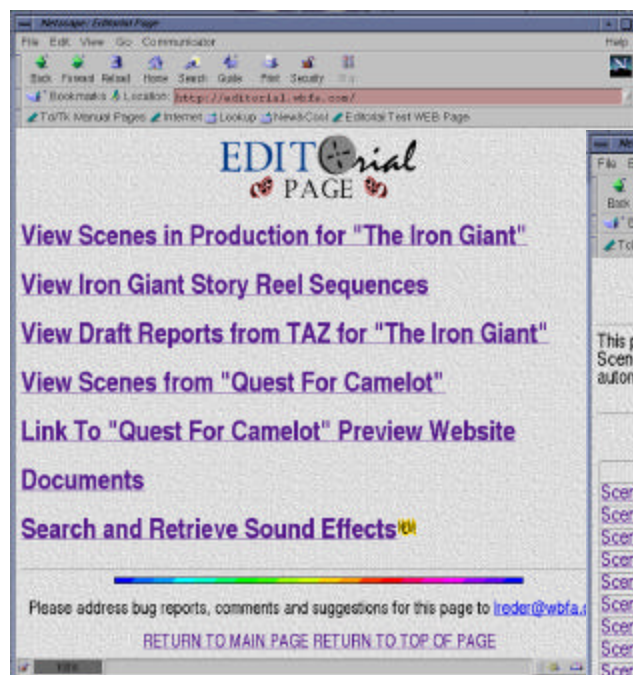 Netscape: Editorial Page
File Edit View Go Communicator Help
Back Forward Reload Home Search Guide Print Security
Bookmarks Location: http://editorial.wbfa.com/
Tcl/Tk Manual Pages Internet Lookup New&Cool Editorial Test WEB Page
EDITOrial
PAGE
View Scenes in Production for "The Iron Giant"
View Iron Giant Story Reel Sequences
View Draft Reports from TAZ for "The Iron Giant"
View Scenes from "Quest For Camelot"
Link To "Quest For Camelot" Preview Website
Documents
Search and Retrieve Sound Effects
Please address bug reports, comments and suggestions for this page to lreder@wbfa.
RETURN TO MAIN PAGE RETURN TO TOP OF PAGE
File E
Back
This p
Scen
auton
Scen
Scen
Scen
Scen
Scen
Scen
Scen
Scen
Scen